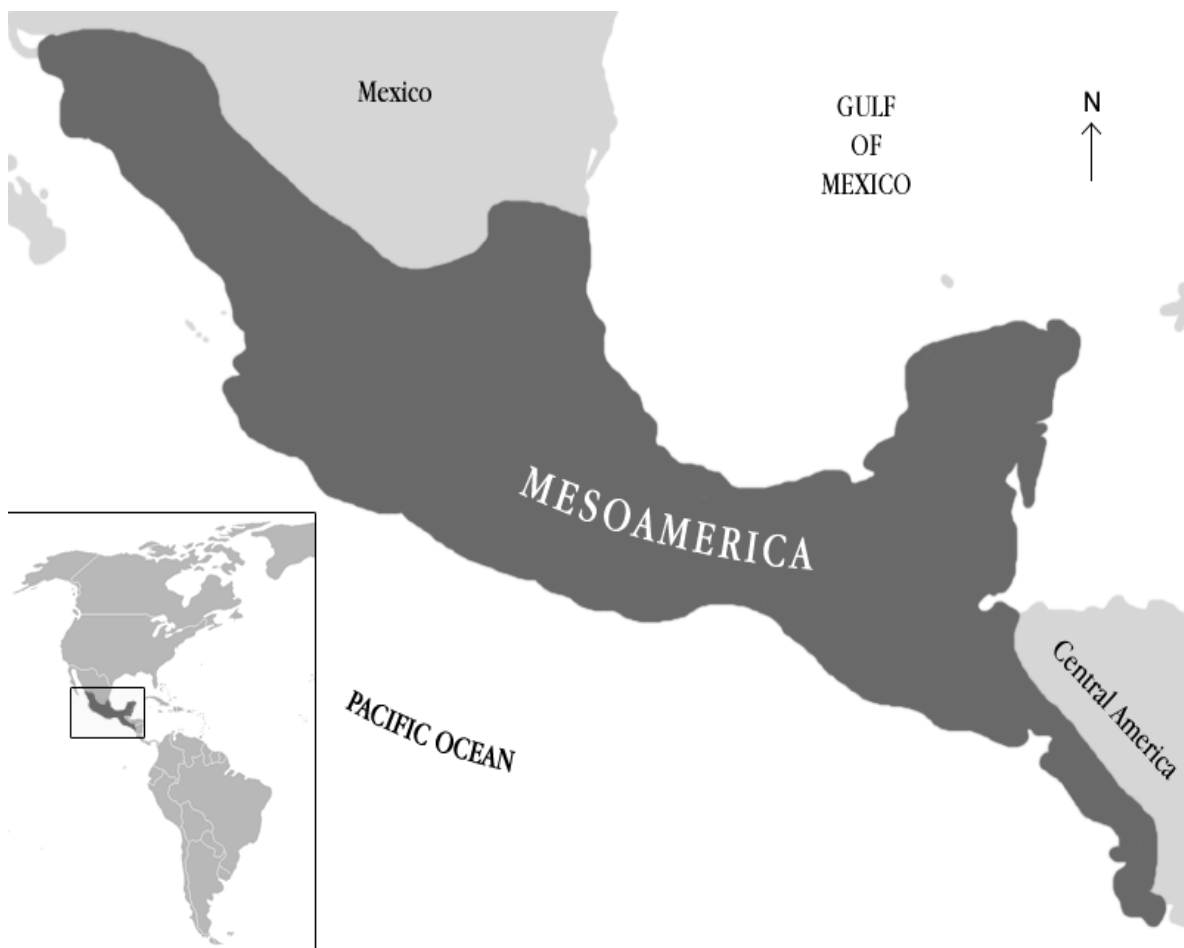 Mexico
GULF
OF
MEXICO
N
MESOAMERICA
Central America
PACIFIC OCEAN